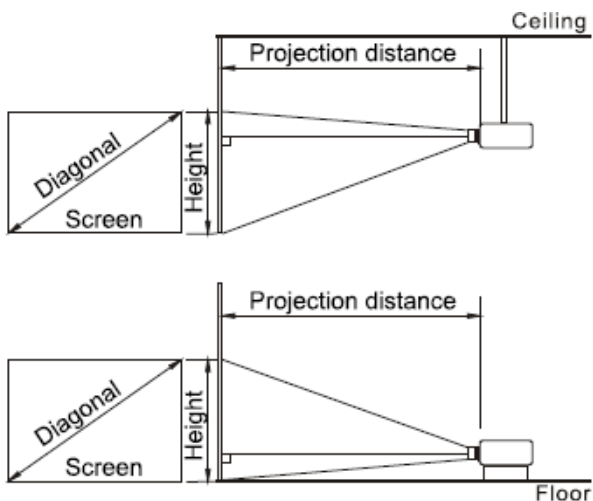 Ceiling
Projection distance
Diagonal
Height
Screen
Projection distance
Diagonal
Height
Screen
Floor